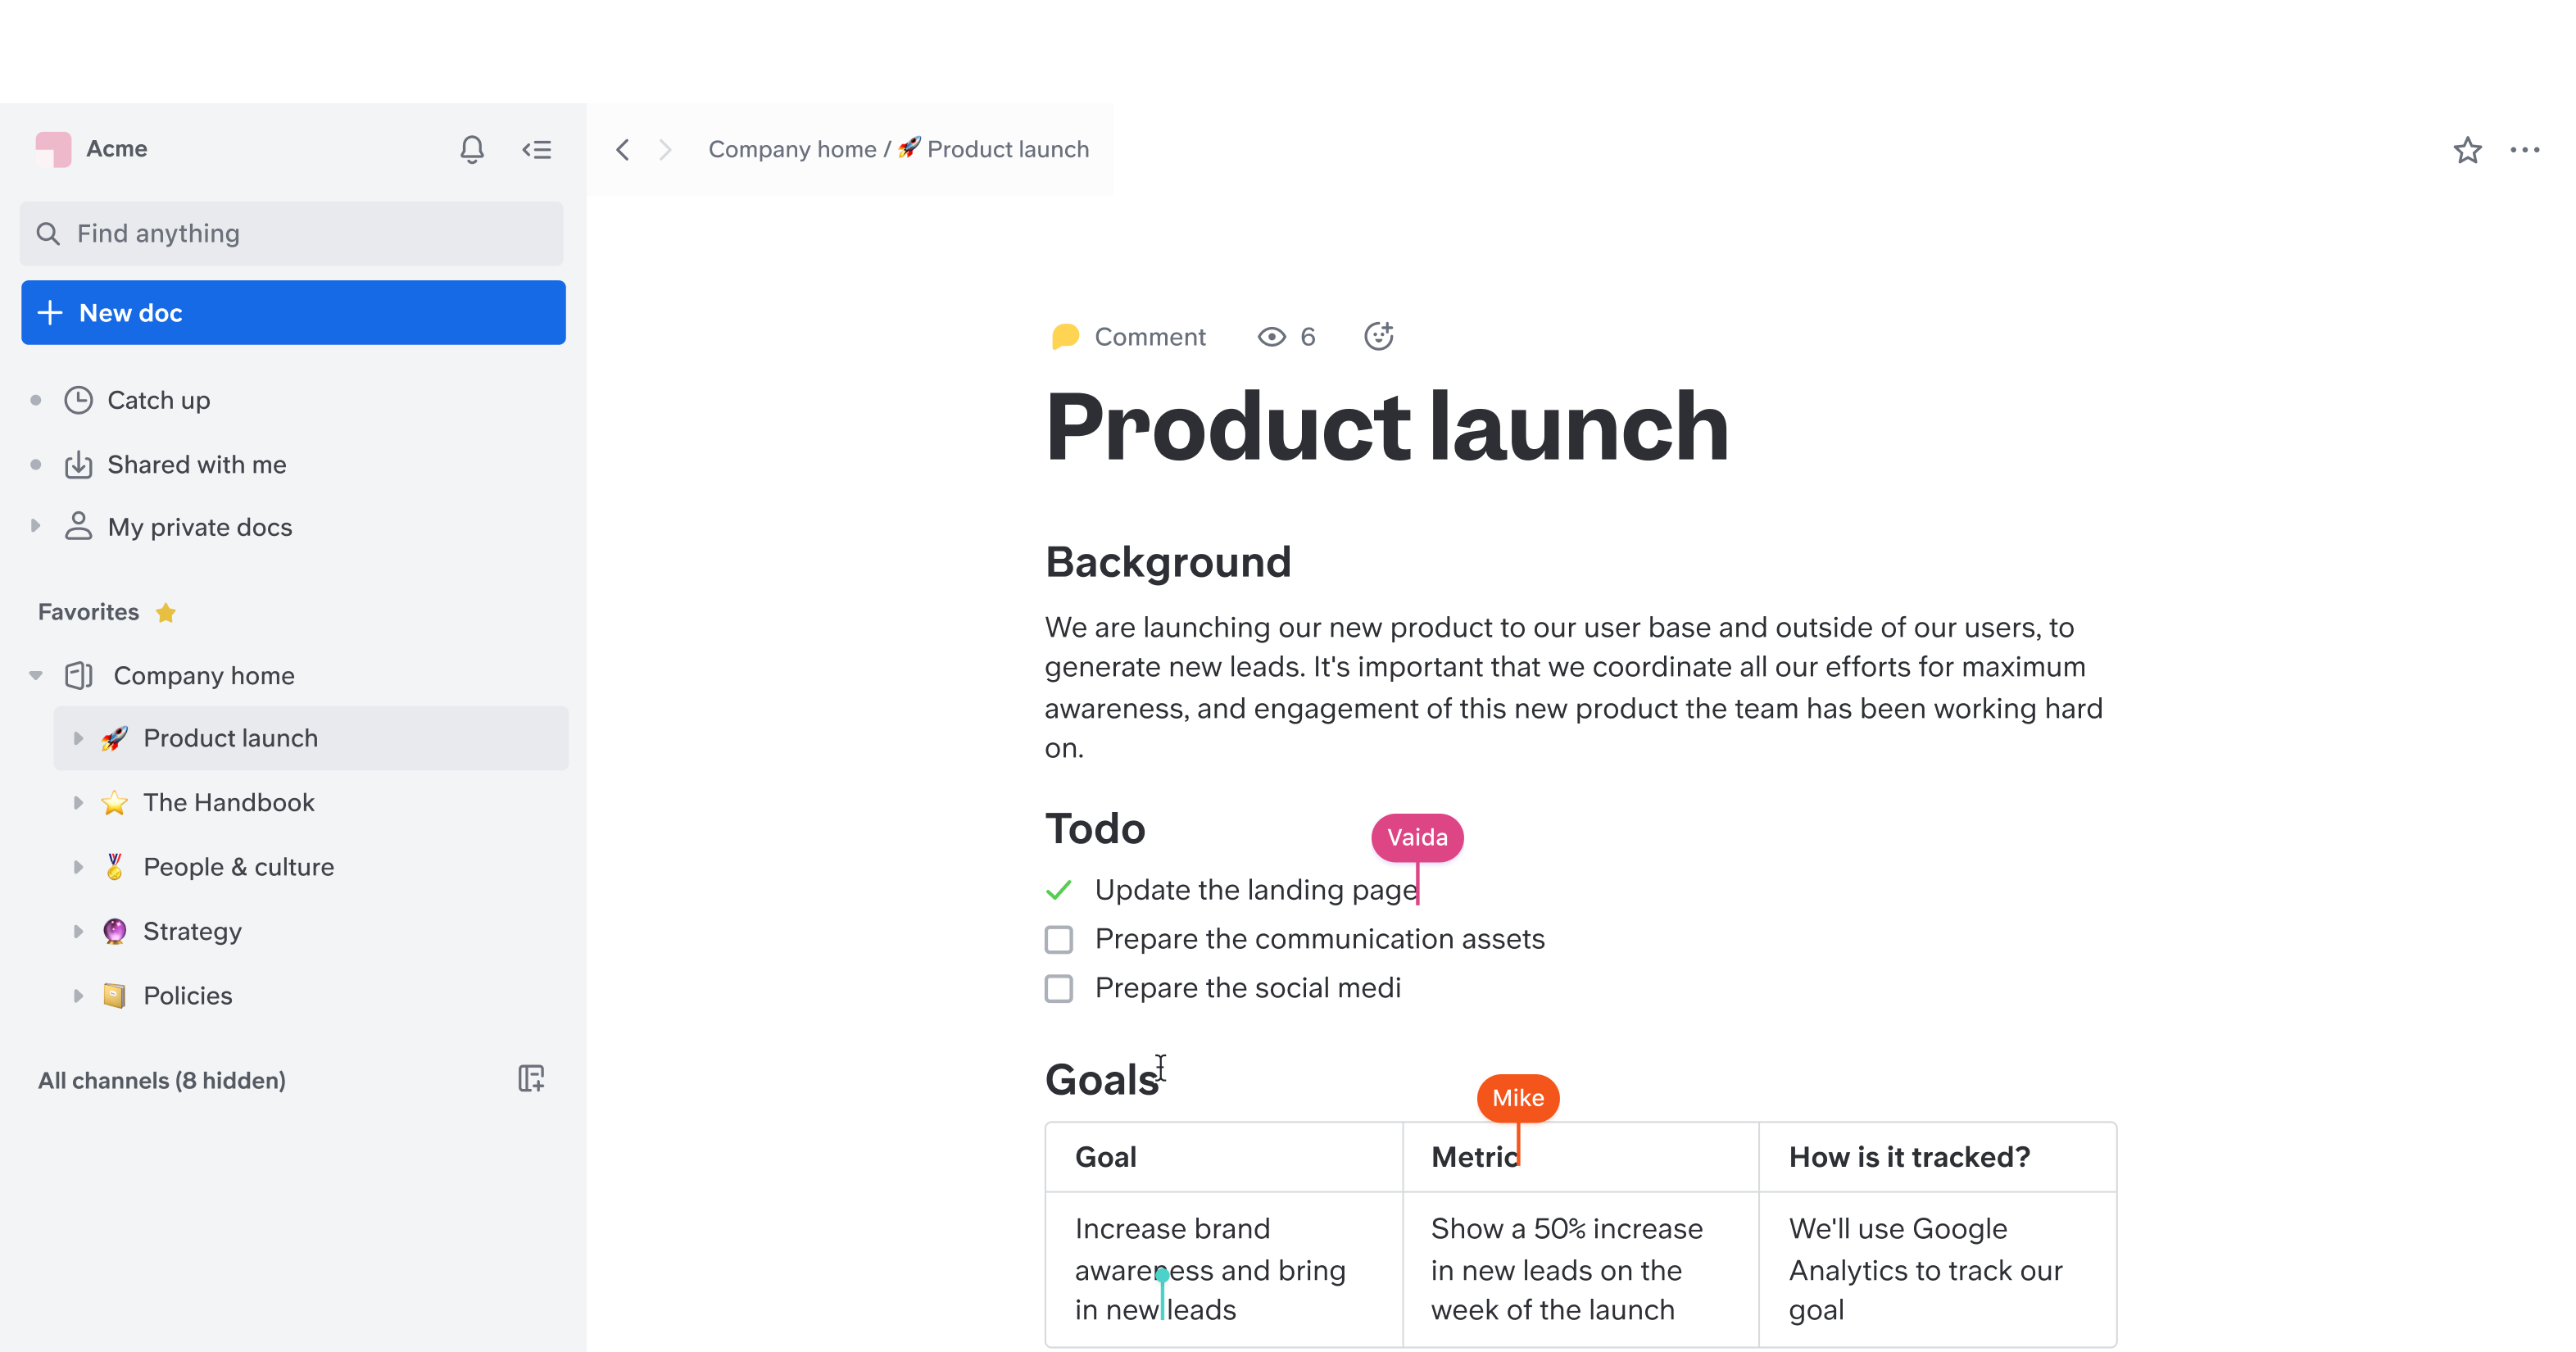 Acme
Find anything
New doc
Catch up
Shared with me
My private docs
Favorites
Company home
Product launch
The Handbook
People & culture
Strategy
Policies
All channels (8 hidden)
Company home / 🚀 Product launch
Comment 6
Product launch
Background
We are launching our new product to our user base and outside of our users, to
generate new leads. It's important that we coordinate all our efforts for maximum
awareness, and engagement of this new product the team has been working hard
on.
Todo
Vaida
Update the landing page
Prepare the communication assets
Prepare the social medi
Goals
Mike
Goal
Metric
How is it tracked?
Increase brand
awareness and bring
in new leads
Show a 50% increase
in new leads on the
week of the launch
We'll use Google
Analytics to track our
goal